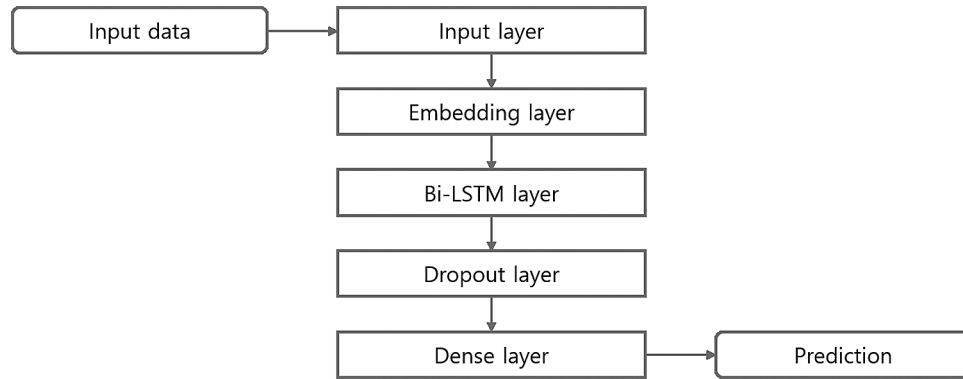 Input data
Input layer
Embedding layer
Bi-LSTM layer
Dropout layer
Dense layer
Prediction